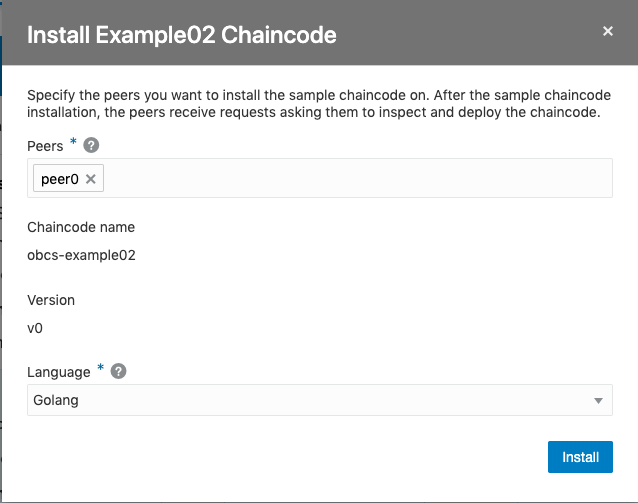 Install Example02 Chaincode
Specify the peers you want to install the sample chaincode on. After the sample chaincode
installation, the peers receive requests asking them to inspect and deploy the chaincode.
Peers *
peer0
Chaincode name
obcs-example02
Version
v0
Language *
Golang
Install